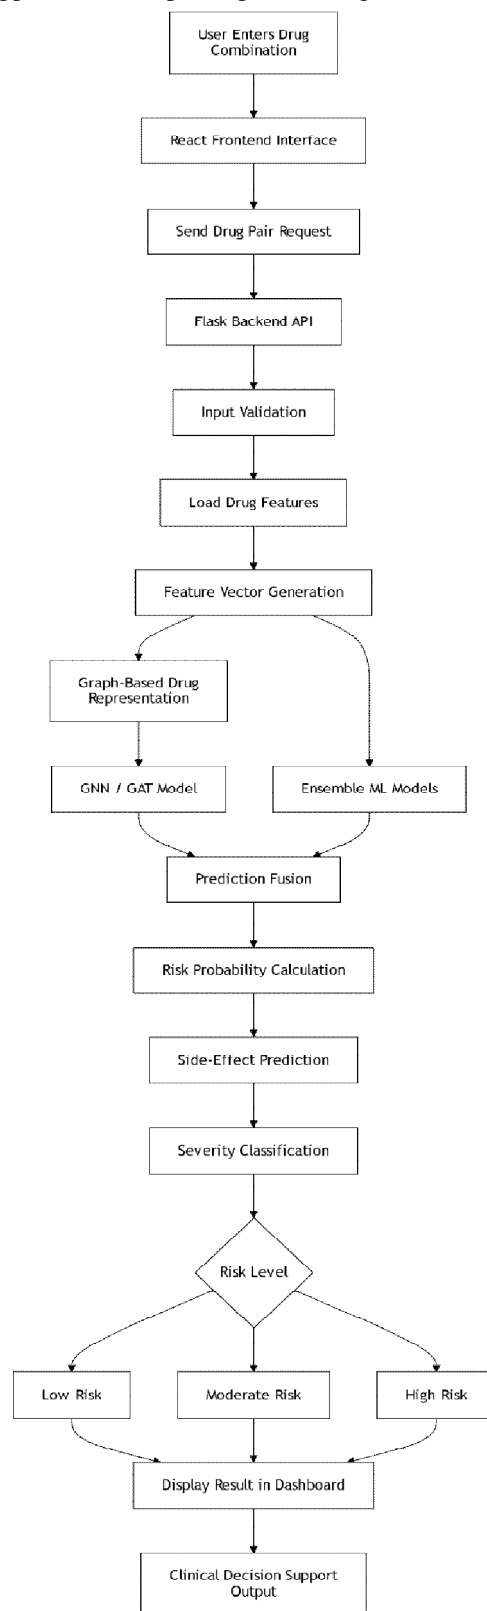 User Enters Drug
Combination
React Frontend Interface
Send Drug Pair Request
Flask Backend API
Input Validation
Load Drug Features
Feature Vector Generation
Graph-Based Drug
Representation
GNN / GAT Model
Ensemble ML Models
Prediction Fusion
Risk Probability Calculation
Side-Effect Prediction
Severity Classification
Risk Level
Low Risk
Moderate Risk
High Risk
Display Result in Dashboard
Clinical Decision Support
Output